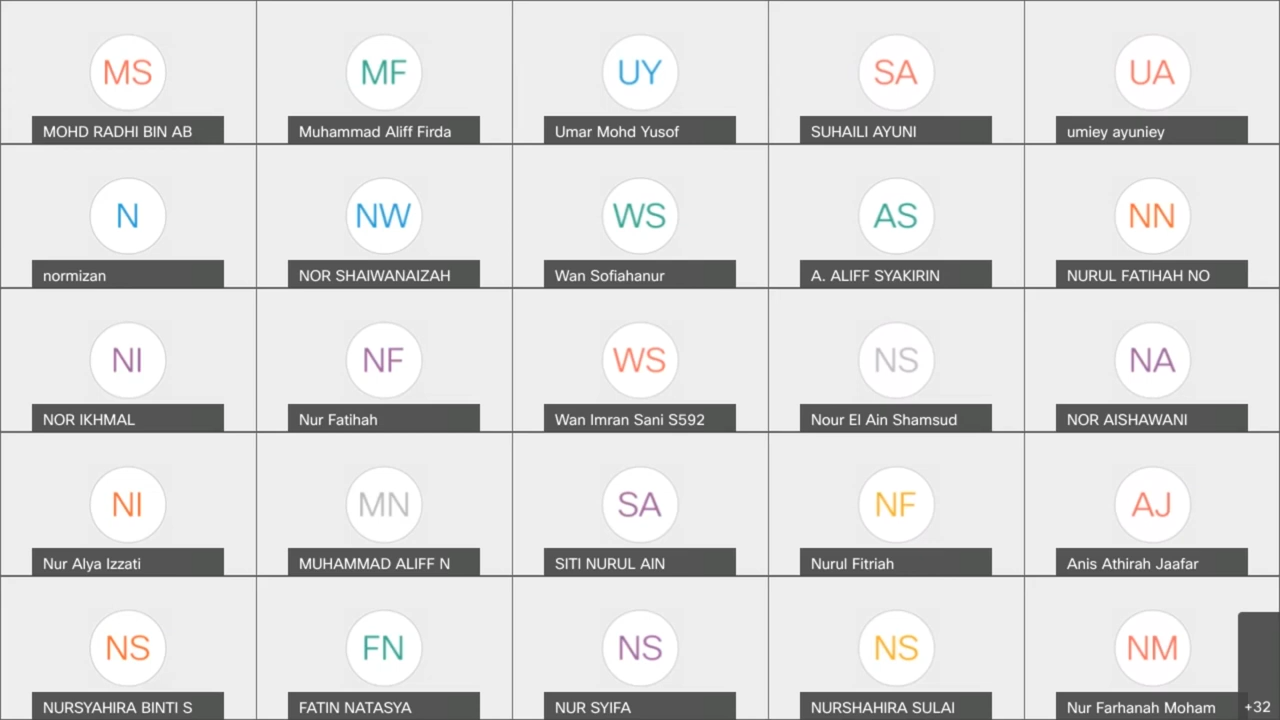 MS MF UY SA UA
MOHD RADHI BIN AB Muhammad Aliff Firda Umar Mohd Yusof SUHAILI AYUNI umiey ayuniey
N NW WS AS NN
normizan NOR SHAIWANAIZAH Wan Sofiahanur A. ALIFF SYAKIRIN NURUL FATIHAH NO
NI NF WS NS NA
NOR IKHMAL Nur Fatihah Wan Imran Sani S592 Nour El Ain Shamsud NOR AISHAWANI
NI MN SA NF AJ
Nur Alya Izzati MUHAMMAD ALIFF N SITI NURUL AIN Nurul Fitriah Anis Athirah Jaafar
NS FN NS NS NM
NURSYAHIRA BINTI S FATIN NATASYA NUR SYIFA NURSHAHIRA SULAI Nur Farhanah Moham +32